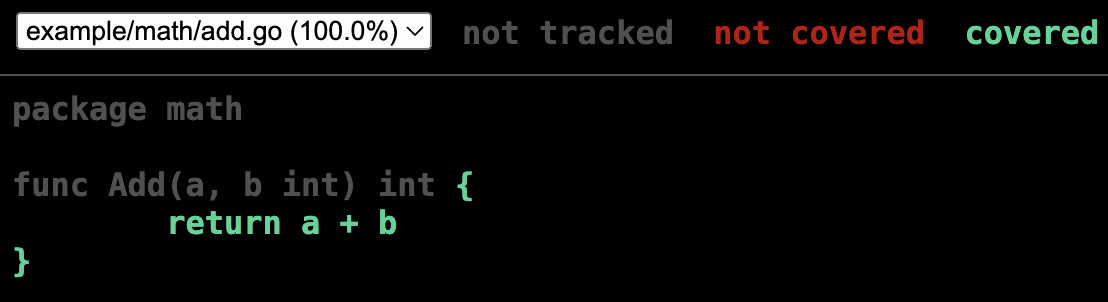 example/math/add.go (100.0%) not tracked not covered covered
package math
func Add(a, b int) int {
return a + b
}